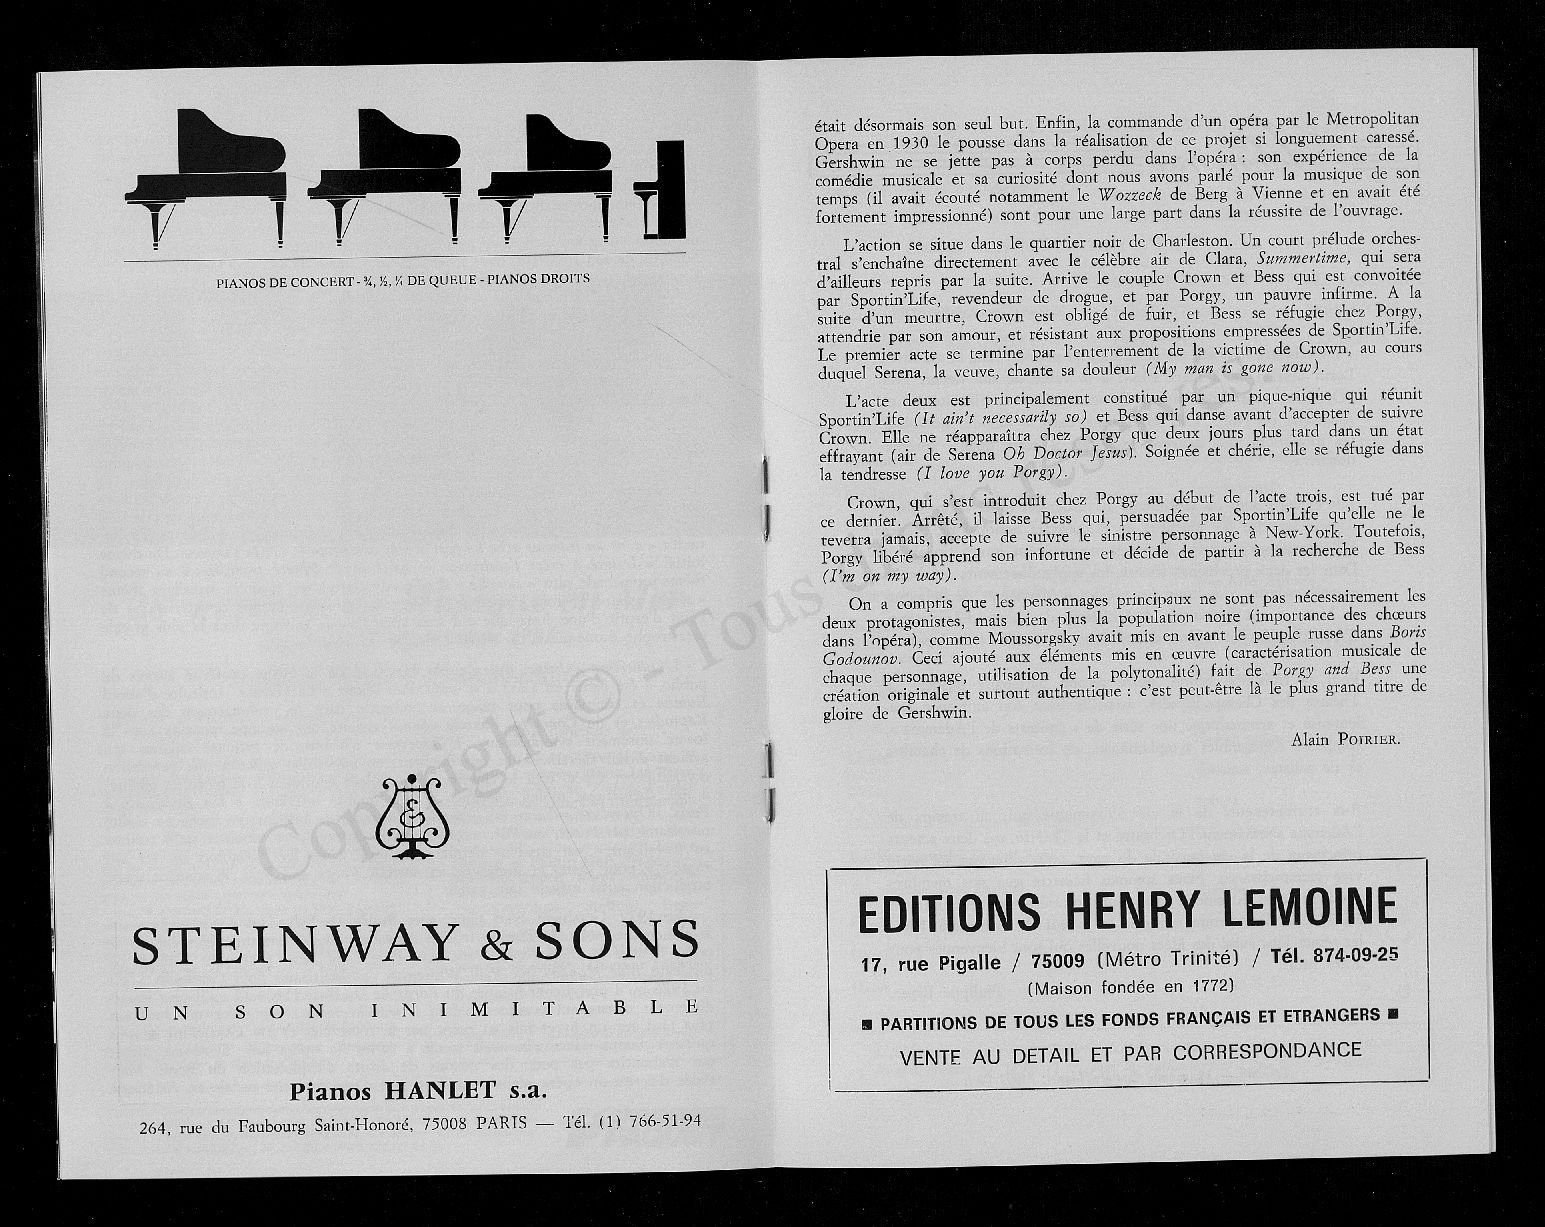 PIANOS DE CONCERT - ¾, ½, ¼ DE QUEUE - PIANOS DROITS
STEINWAY & SONS
UN SON INIMITABLE
Pianos HANLET s.a.
264, rue du Faubourg Saint-Honoré, 75008 PARIS — Tél. (1) 766-51-94
était désormais son seul but. Enfin, la commande d'un opéra par le Metropolitan
Opera en 1930 le pousse dans la réalisation de ce projet si longuement caressé.
Gershwin ne se jette pas à corps perdu dans l'opéra : son expérience de la
comédie musicale et sa curiosité dont nous avons parlé pour la musique de son
temps (il avait écouté notamment le Wozzeck de Berg à Vienne et en avait été
fortement impressionné) sont pour une large part dans la réussite de l'ouvrage.
L'action se situe dans le quartier noir de Charleston. Un court prélude orches-
tral s'enchaîne directement avec le célèbre air de Clara, Summertime, qui sera
d'ailleurs repris par la suite. Arrive le couple Crown et Bess qui est convoitée
par Sportin'Life, revendeur de drogue, et par Porgy, un pauvre infirme. A la
suite d'un meurtre, Crown est obligé de fuir, et Bess se réfugie chez Porgy,
attendrie par son amour, et résistant aux propositions empressées de Sportin'Life.
Le premier acte se termine par l'enterrement de la victime de Crown, au cours
duquel Serena, la veuve, chante sa douleur (My man is gone now).
L'acte deux est principalement constitué par un pique-nique qui réunit
Sportin'Life (It ain't necessarily so) et Bess qui danse avant d'accepter de suivre
Crown. Elle ne réapparaîtra chez Porgy que deux jours plus tard dans un état
effrayant (air de Serena Oh Doctor Jesus). Soignée et chérie, elle se réfugie dans
la tendresse (I love you Porgy).
Crown, qui s'est introduit chez Porgy au début de l'acte trois, est tué par
ce dernier. Arrêté, il laisse Bess qui, persuadée par Sportin'Life qu'elle ne le
reverra jamais, accepte de suivre le sinistre personnage à New-York. Toutefois,
Porgy libéré apprend son infortune et décide de partir à la recherche de Bess
(I'm on my way).
On a compris que les personnages principaux ne sont pas nécessairement les
deux protagonistes, mais bien plus la population noire (importance des chœurs
dans l'opéra), comme Moussorgsky avait mis en avant le peuple russe dans Boris
Godounov. Ceci ajouté aux éléments mis en œuvre (caractérisation musicale de
chaque personnage, utilisation de la polytonalité) fait de Porgy and Bess une
création originale et surtout authentique : c'est peut-être là le plus grand titre de
gloire de Gershwin.
Alain POIRIER.
EDITIONS HENRY LEMOINE
17, rue Pigalle / 75009 (Métro Trinité) / Tél. 874-09-25
(Maison fondée en 1772)
■ PARTITIONS DE TOUS LES FONDS FRANÇAIS ET ETRANGERS ■
VENTE AU DETAIL ET PAR CORRESPONDANCE
Copyright © - Tous droits réservés.